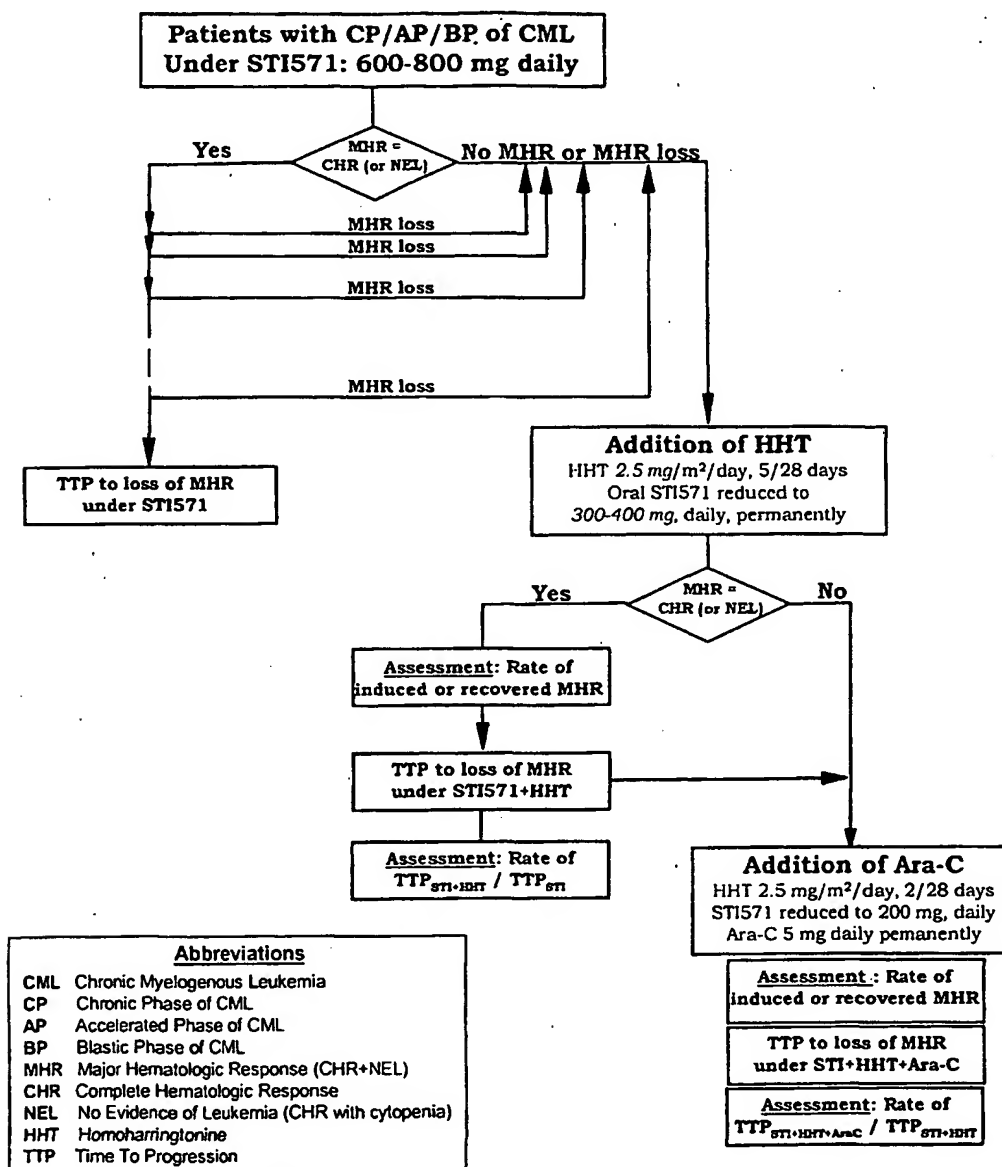 Patients with CP/AP/BP. of CML
Under STI571: 600-800 mg daily
MHR =
CHR (or NEL)
Yes
No MHR or MHR loss
MHR loss
MHR loss
MHR loss
MHR loss
TTP to loss of MHR
under STI571
Addition of HHT
HHT 2.5 mg/m²/day, 5/28 days
Oral STI571 reduced to
300-400 mg, daily, permanently
MHR =
CHR (or NEL)
Yes
No
Assessment: Rate of
induced or recovered MHR
TTP to loss of MHR
under STI571+HHT
Assessment: Rate of
TTP STI+HHT / TTP STI
Addition of Ara-C
HHT 2.5 mg/m²/day, 2/28 days
STI571 reduced to 200 mg, daily
Ara-C 5 mg daily pemanently
Assessment : Rate of
induced or recovered MHR
TTP to loss of MHR
under STI+HHT+Ara-C
Assessment: Rate of
TTP STI+HHT+AraC / TTP STI+HHT
Abbreviations
CML Chronic Myelogenous Leukemia
CP Chronic Phase of CML
AP Accelerated Phase of CML
BP Blastic Phase of CML
MHR Major Hematologic Response (CHR+NEL)
CHR Complete Hematologic Response
NEL No Evidence of Leukemia (CHR with cytopenia)
HHT Homoharringtonine
TTP Time To Progression